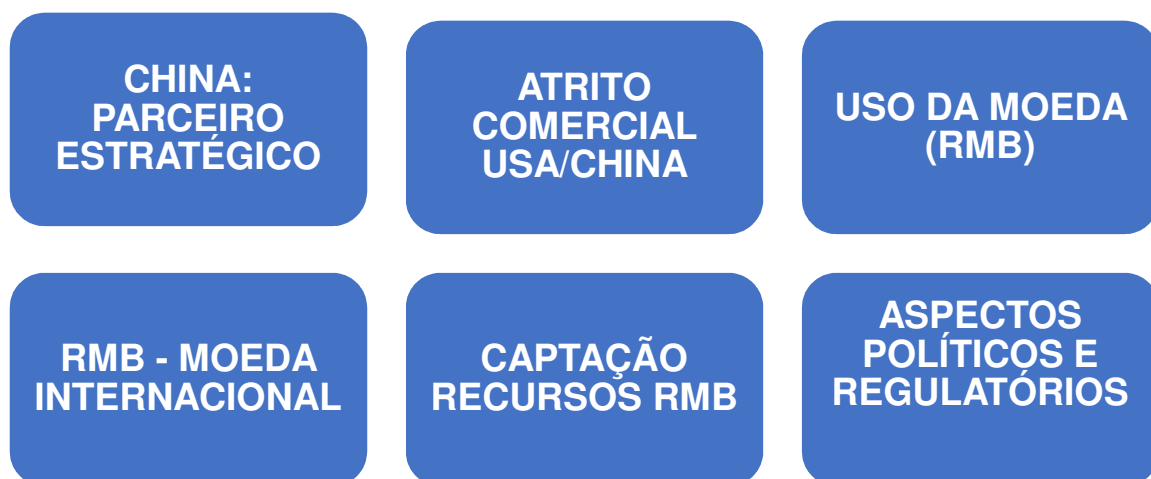 CHINA:
PARCEIRO
ESTRATÉGICO
ATRITO
COMERCIAL
USA/CHINA
USO DA MOEDA
(RMB)
RMB - MOEDA
INTERNACIONAL
CAPTAÇÃO
RECURSOS RMB
ASPECTOS
POLÍTICOS E
REGULATÓRIOS